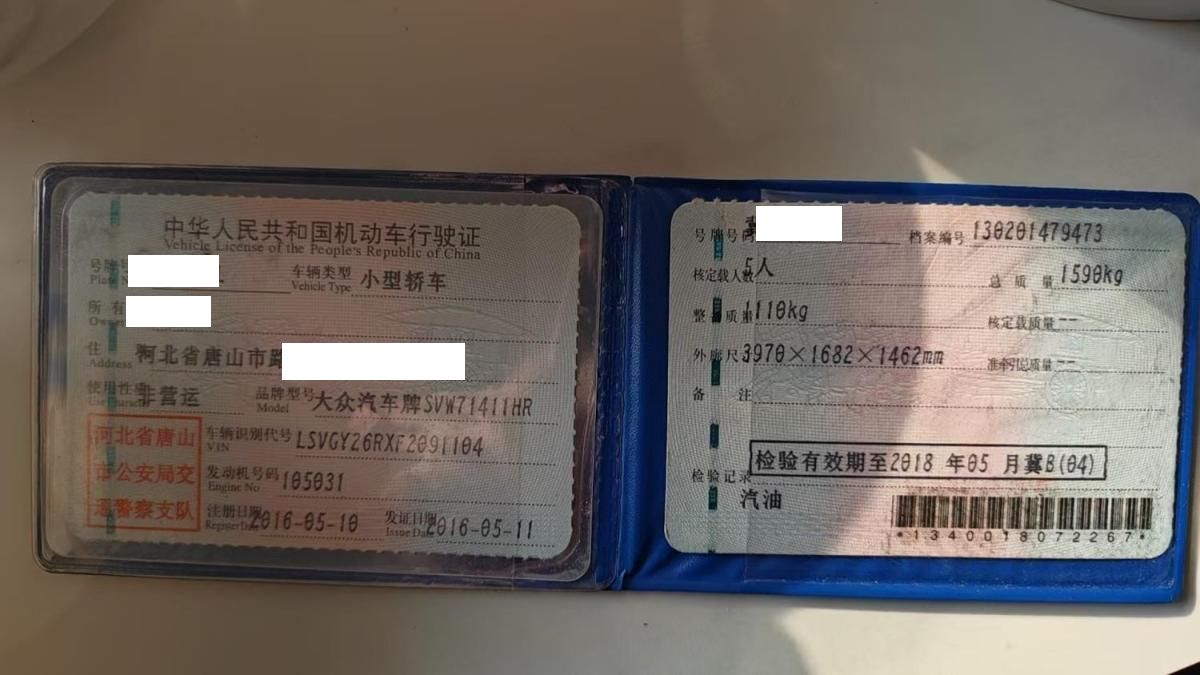 中华人民共和国机动车行驶证
Vehicle License of the People's Republic of China
号牌号
车辆类型 小型轿车
Vehicle Type
所有
住 河北省唐山市路
Address
使用性质 非营运
品牌型号 大众汽车牌SVW71411HR
Model
河北省唐山
市公安局交
通警察支队
车辆识别代号 LSVGY26RXF2091104
VIN
发动机号码 105031
Engine No
注册日期 2016-05-10
Register Da
发证日期 2016-05-11
Issue Da
号牌号码 冀
档案编号 130201479473
核定载人数 5人
总质量 1590kg
整备质量 1110kg
核定载质量 --
外廓尺寸 3970×1682×1462mm
准牵引总质量 --
备注
检验有效期至2018 年05 月冀B(04)
检验记录
汽油
*1340018072267*